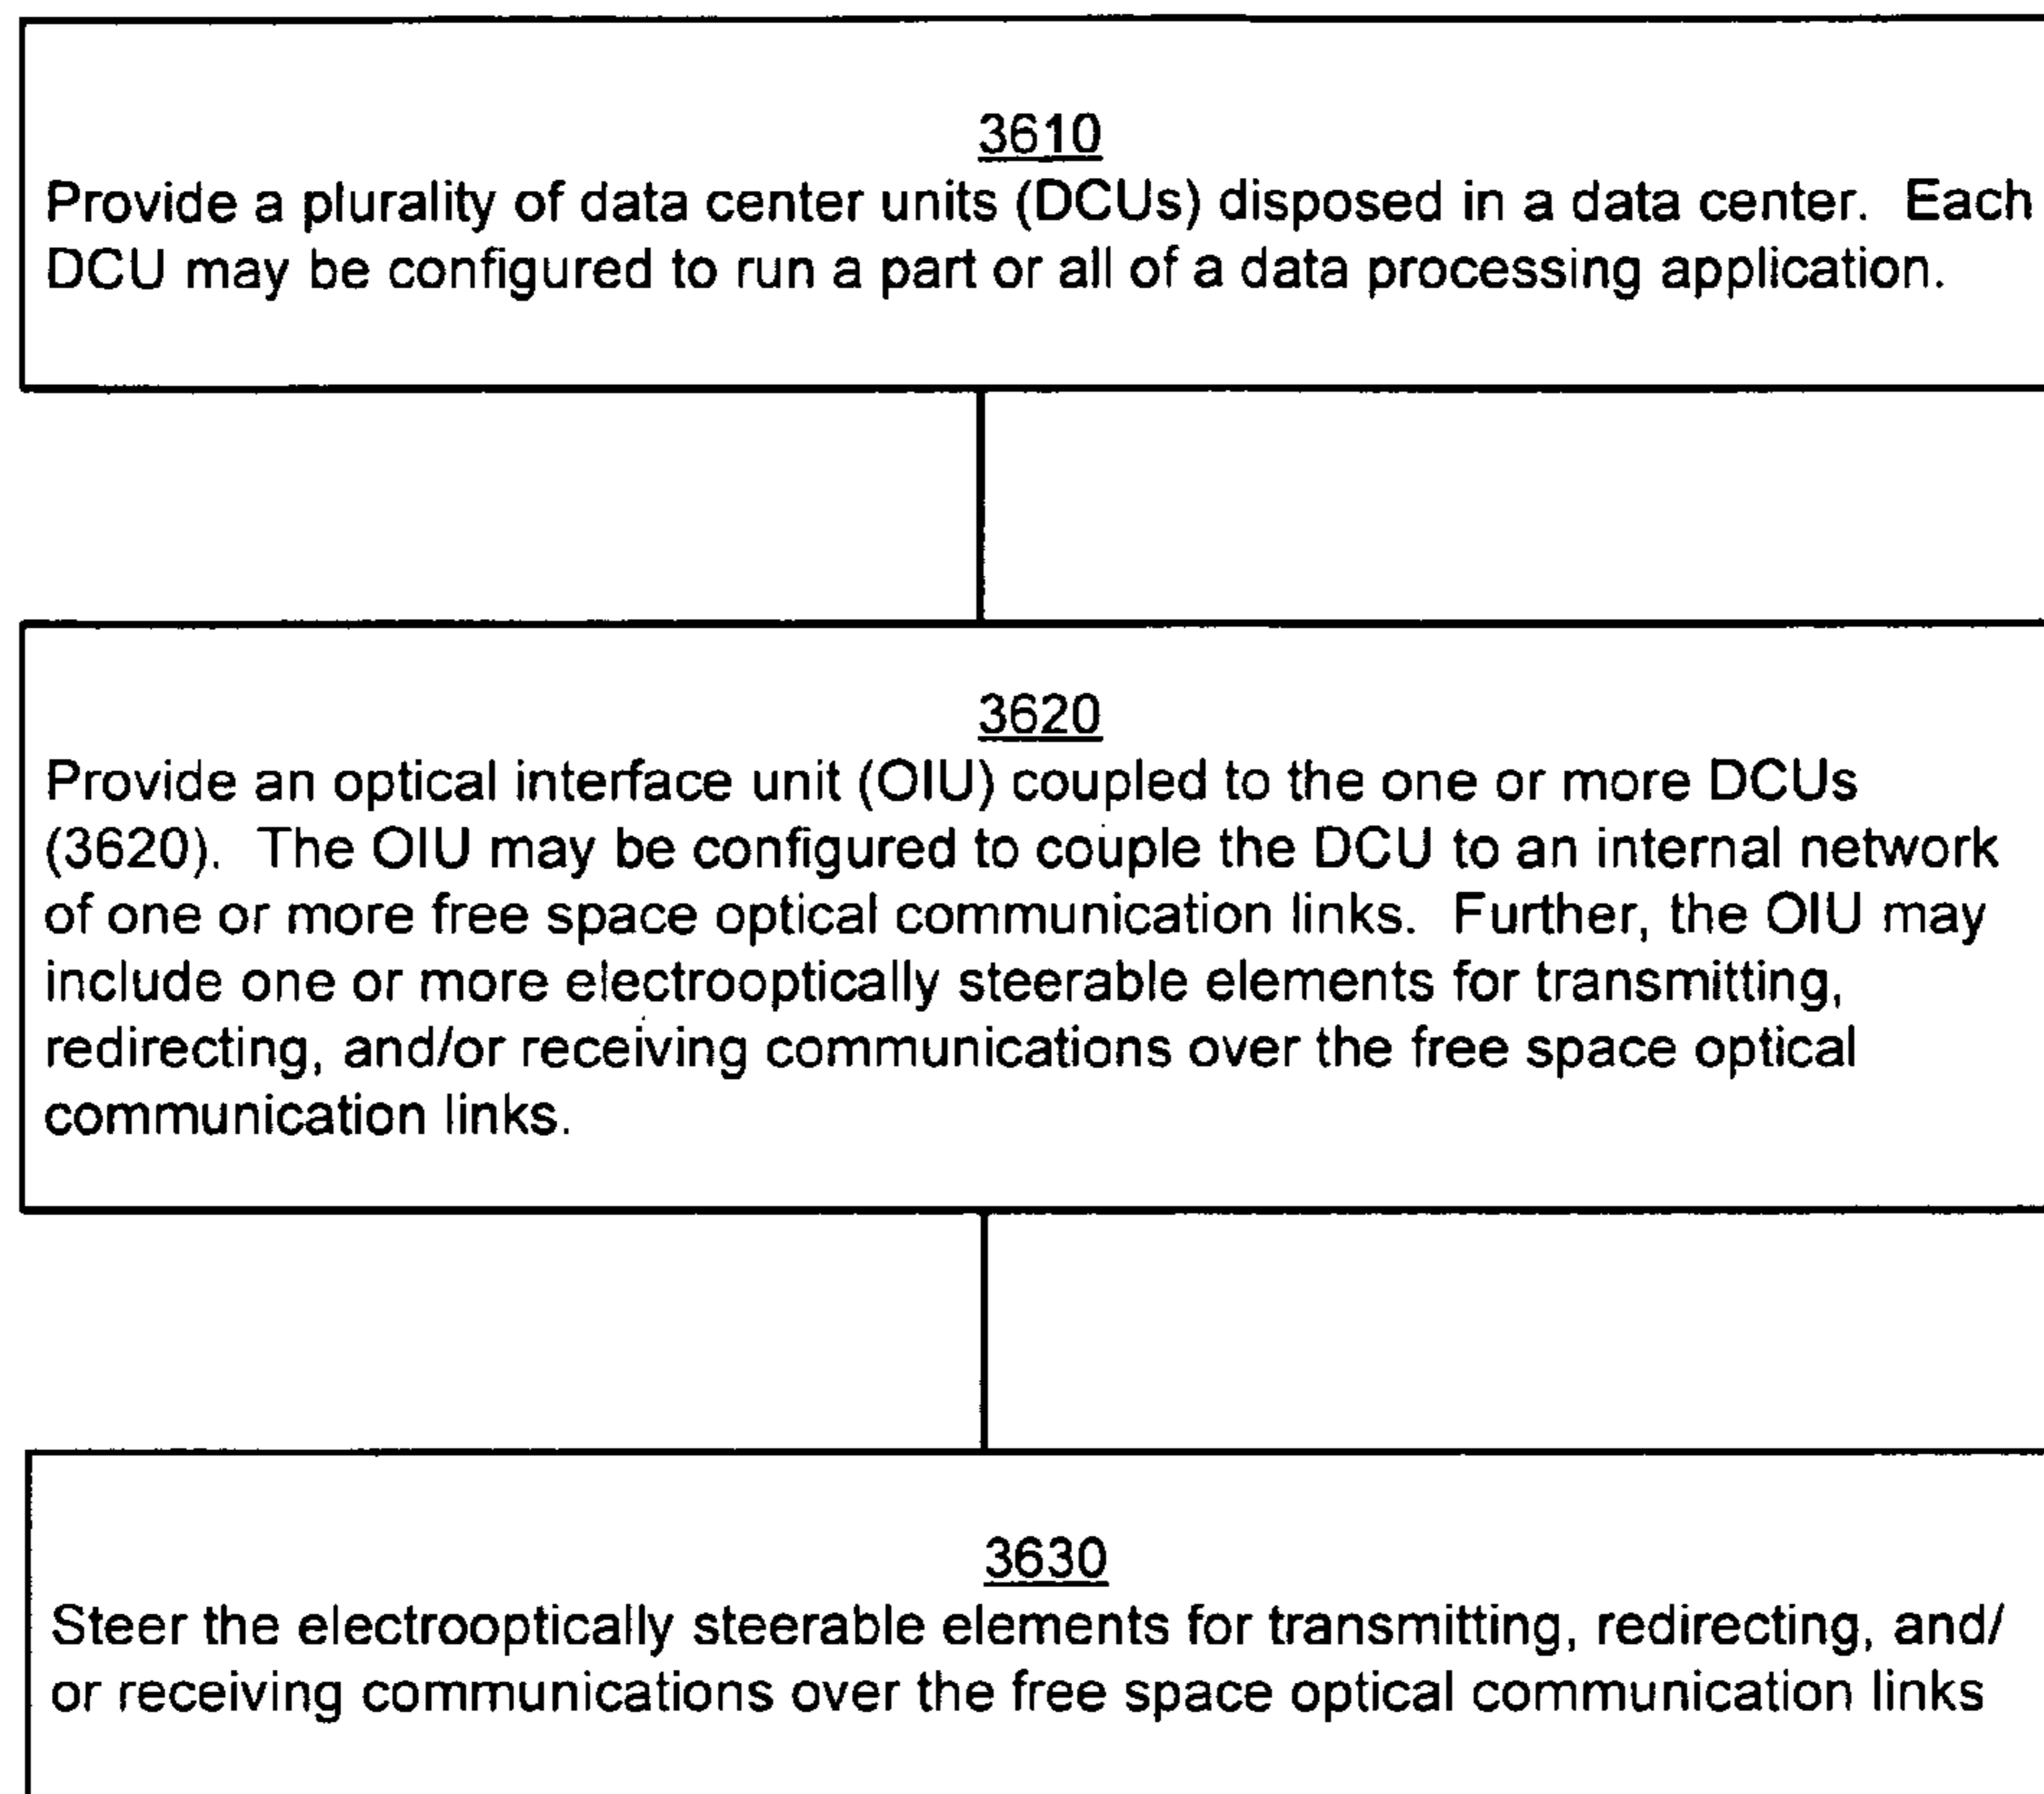 3610
Provide a plurality of data center units (DCUs) disposed in a data center. Each
DCU may be configured to run a part or all of a data processing application.
3620
Provide an optical interface unit (OIU) coupled to the one or more DCUs
(3620). The OIU may be configured to couple the DCU to an internal network
of one or more free space optical communication links. Further, the OIU may
include one or more electrooptically steerable elements for transmitting,
redirecting, and/or receiving communications over the free space optical
communication links.
3630
Steer the electrooptically steerable elements for transmitting, redirecting, and/
or receiving communications over the free space optical communication links